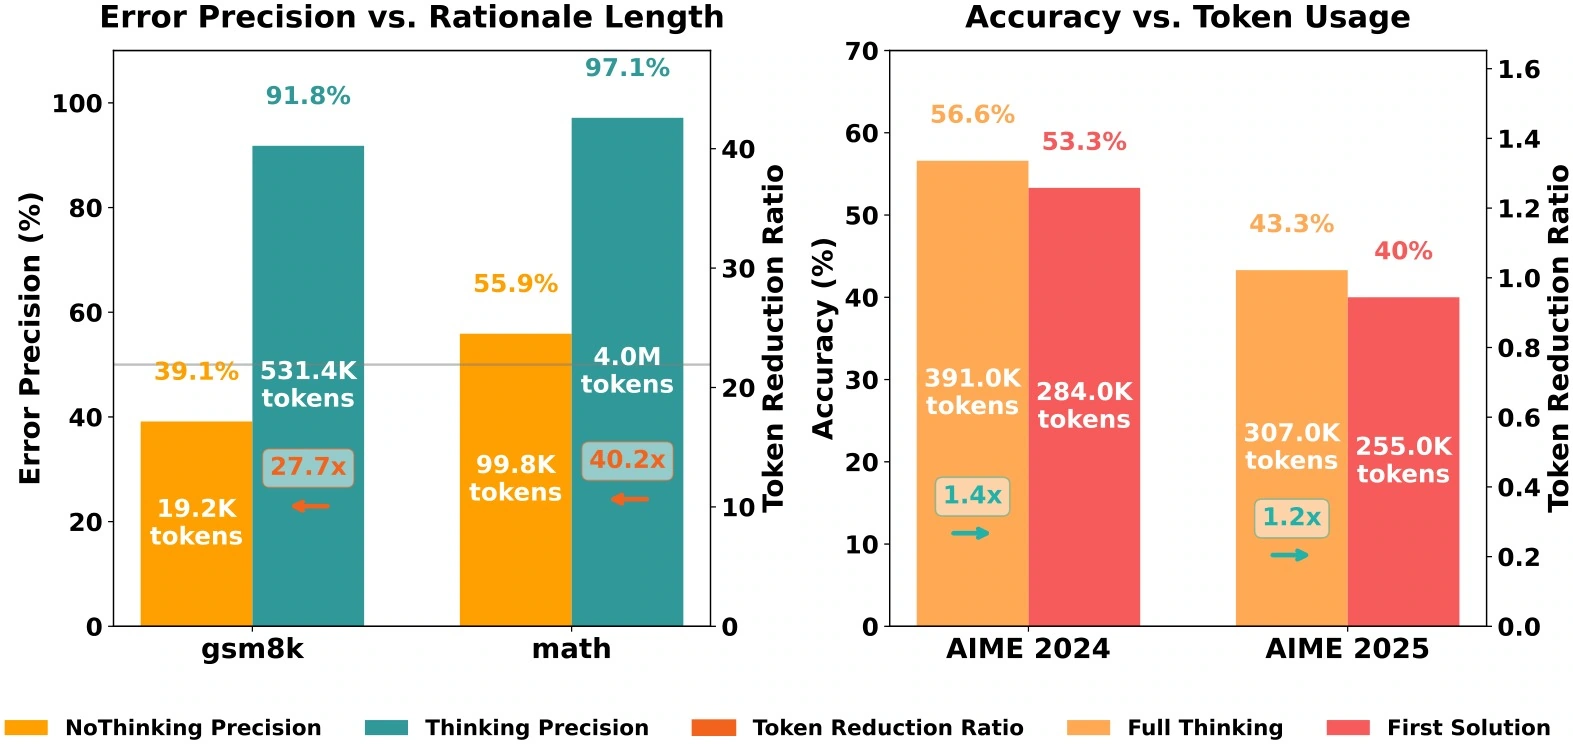 Error Precision vs. Rationale Length
Error Precision (%)
100
80
60
40
20
0
91.8%
97.1%
55.9%
39.1%
531.4K
tokens
4.0M
tokens
27.7x
40.2x
19.2K
tokens
99.8K
tokens
40
30
20
10
0
Token Reduction Ratio
gsm8k
math
Accuracy vs. Token Usage
Accuracy (%)
70
60
50
40
30
20
10
0
56.6%
53.3%
43.3%
40%
391.0K
tokens
284.0K
tokens
307.0K
tokens
255.0K
tokens
1.4x
1.2x
1.6
1.4
1.2
1.0
0.8
0.6
0.4
0.2
0.0
Token Reduction Ratio
AIME 2024
AIME 2025
NoThinking Precision
Thinking Precision
Token Reduction Ratio
Full Thinking
First Solution